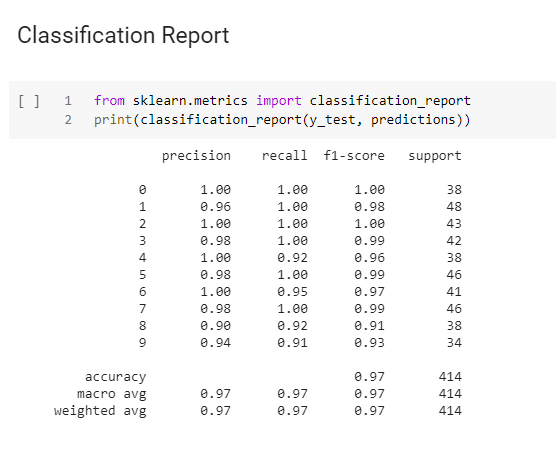 Classification Report
[ ] 1 from sklearn.metrics import classification_report
2 print(classification_report(y_test, predictions))
precision recall f1-score support
0 1.00 1.00 1.00 38
1 0.96 1.00 0.98 48
2 1.00 1.00 1.00 43
3 0.98 1.00 0.99 42
4 1.00 0.92 0.96 38
5 0.98 1.00 0.99 46
6 1.00 0.95 0.97 41
7 0.98 1.00 0.99 46
8 0.90 0.92 0.91 38
9 0.94 0.91 0.93 34
accuracy 0.97 414
macro avg 0.97 0.97 0.97 414
weighted avg 0.97 0.97 0.97 414